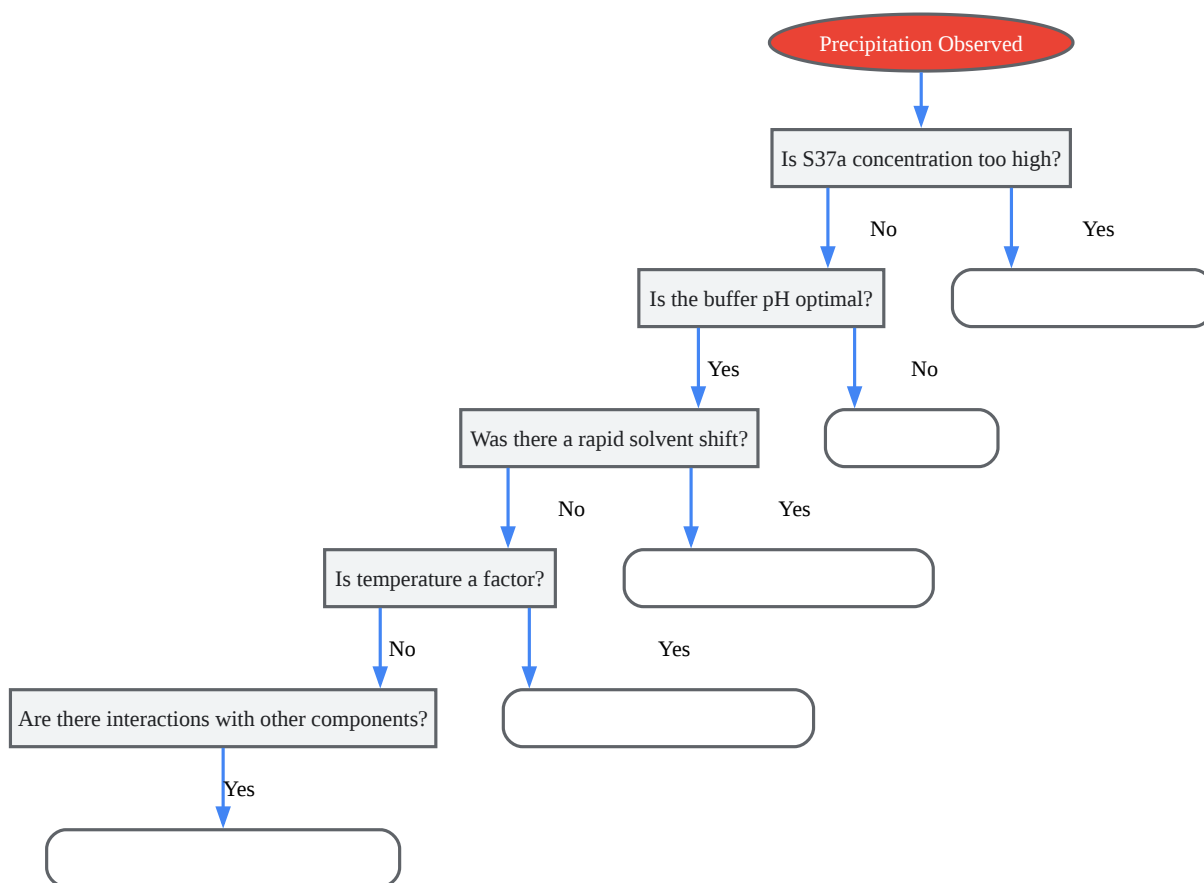 Precipitation Observed
Is S37a concentration too high?
No
Yes
Is the buffer pH optimal?
Yes
No
Was there a rapid solvent shift?
No
Yes
Is temperature a factor?
No
Yes
Are there interactions with other components?
Yes